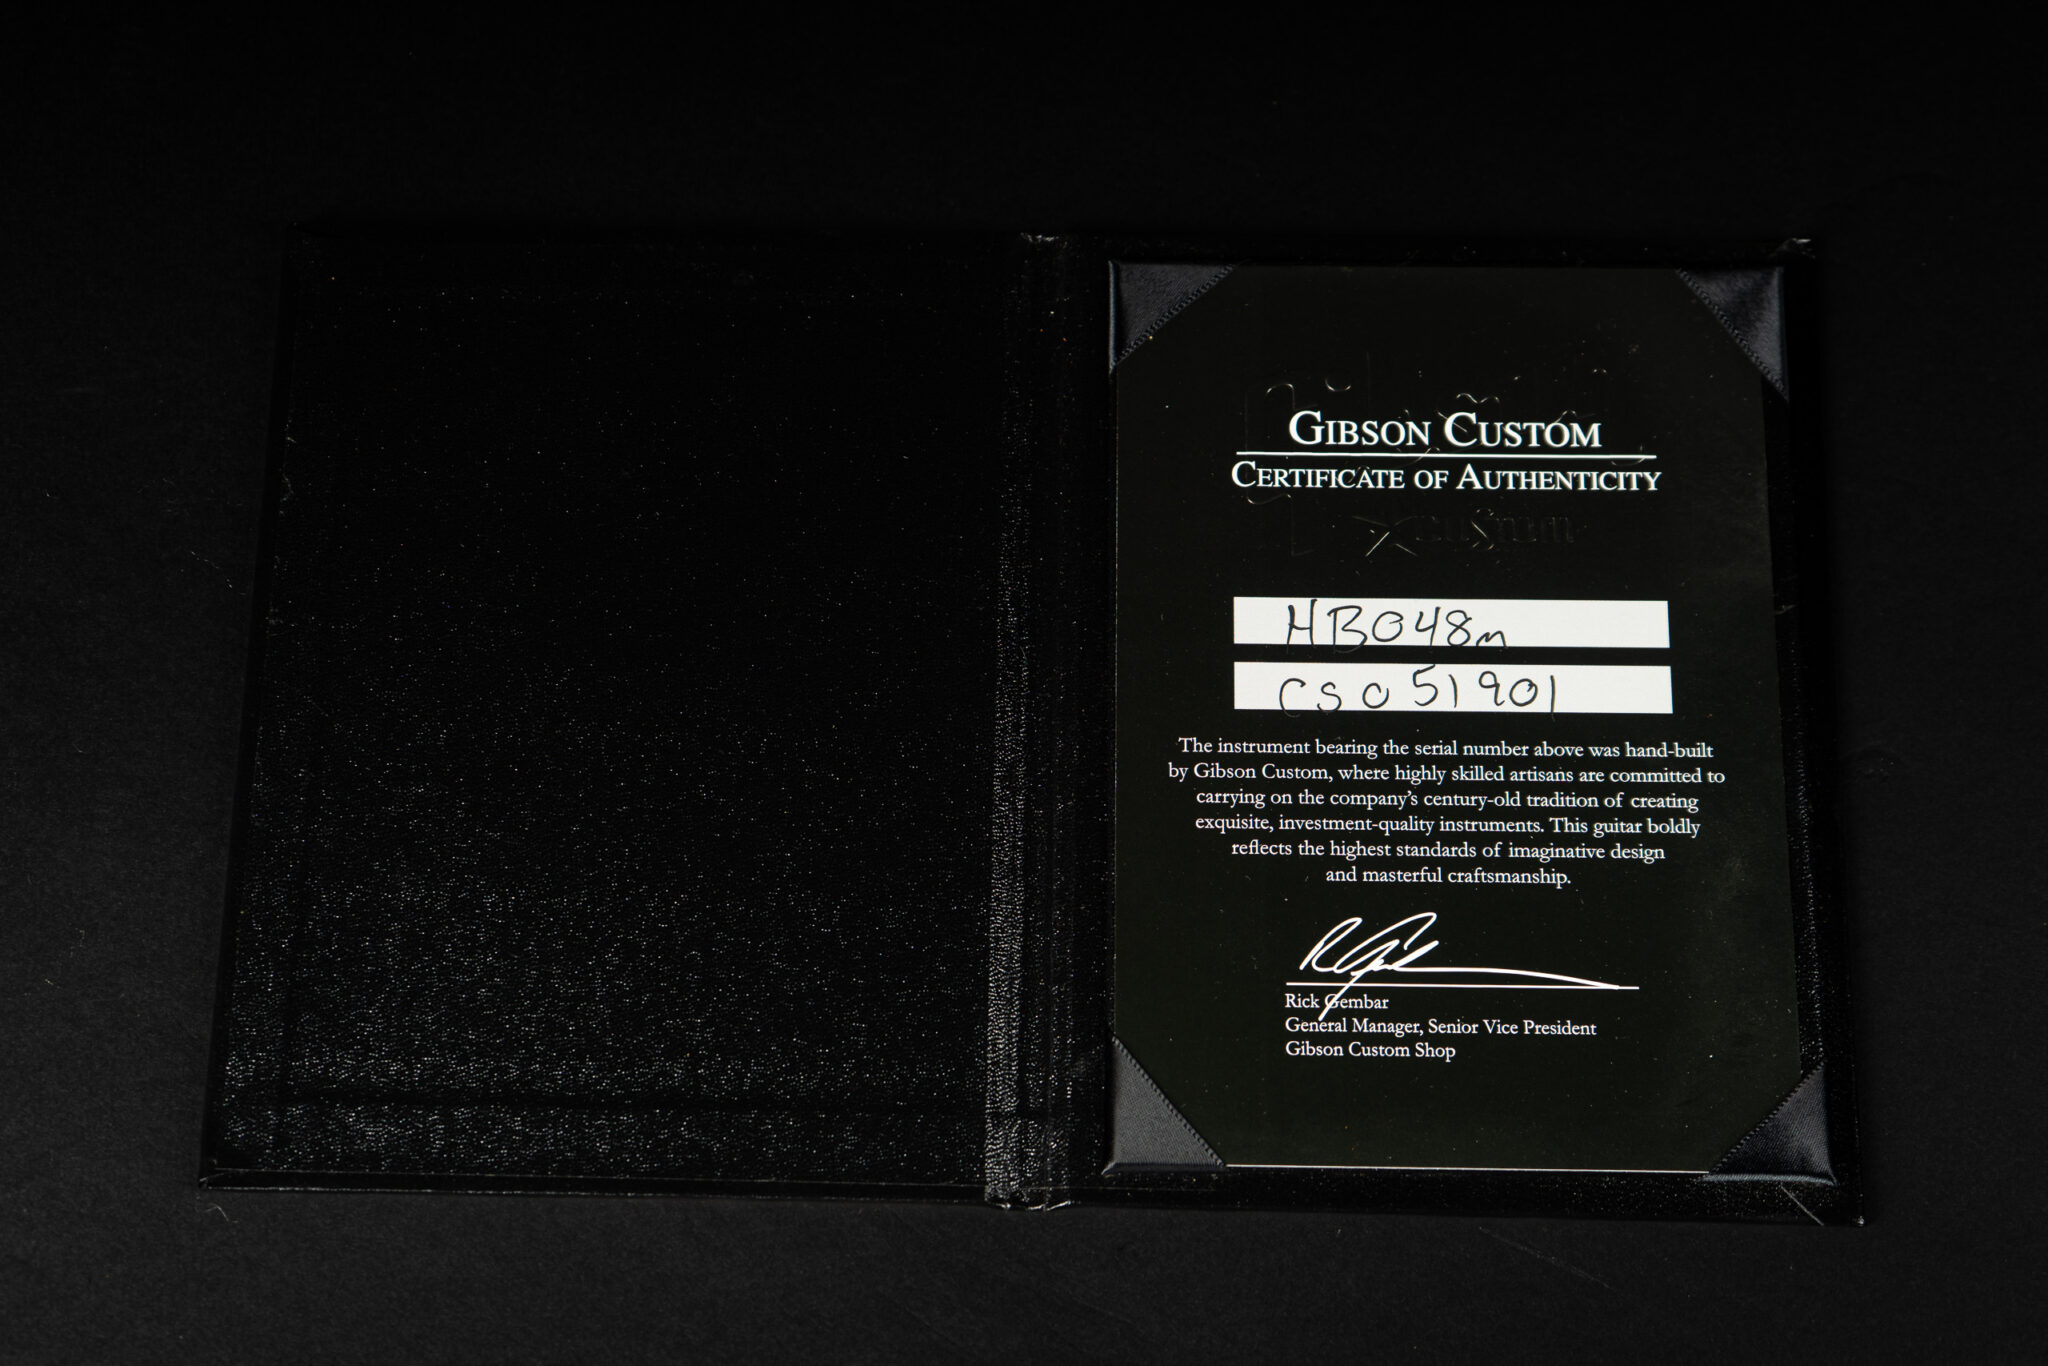 GIBSON CUSTOM
CERTIFICATE OF AUTHENTICITY
custom
HB048m
CS051901
The instrument bearing the serial number above was hand-built
by Gibson Custom, where highly skilled artisans are committed to
carrying on the company's century-old tradition of creating
exquisite, investment-quality instruments. This guitar boldly
reflects the highest standards of imaginative design
and masterful craftsmanship.
Rick Gembar
General Manager, Senior Vice President
Gibson Custom Shop